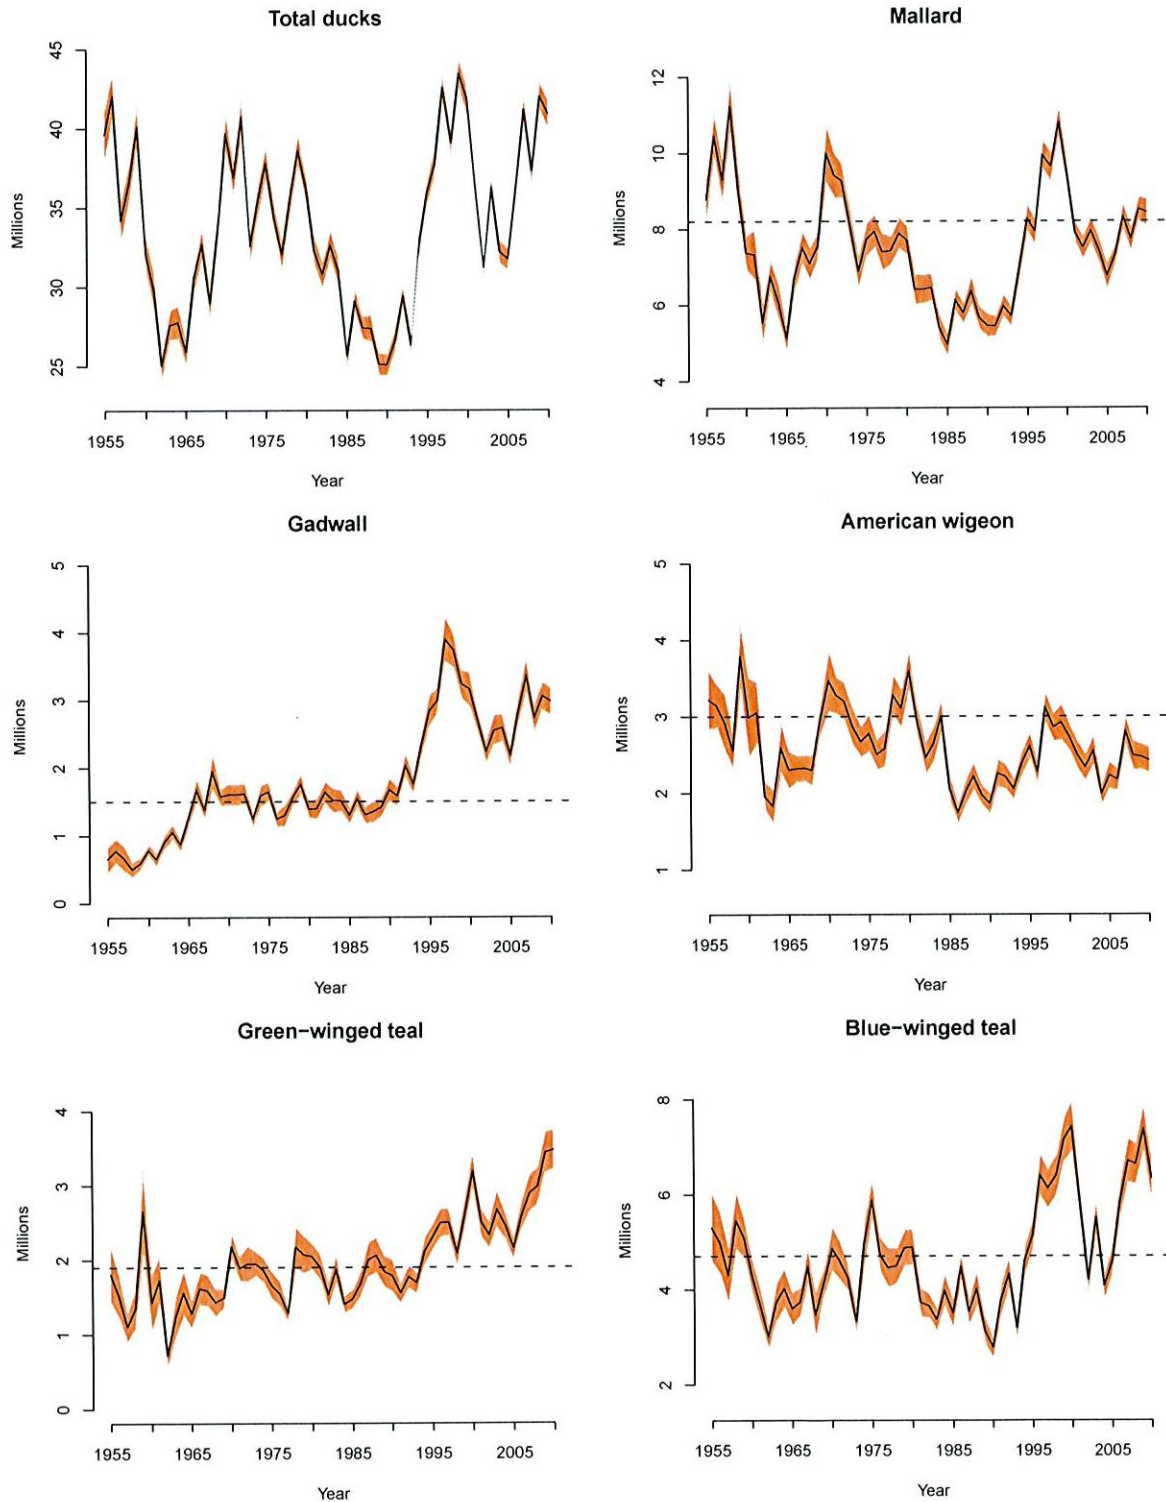 Total ducks
45
40
35
30
25
Millions
1955 1965 1975 1985 1995 2005
Year
Mallard
12
10
8
6
4
Millions
1955 1965 1975 1985 1995 2005
Year
Gadwall
5
4
3
2
1
0
Millions
1955 1965 1975 1985 1995 2005
Year
American wigeon
5
4
3
2
1
Millions
1955 1965 1975 1985 1995 2005
Year
Green−winged teal
4
3
2
1
0
Millions
1955 1965 1975 1985 1995 2005
Year
Blue−winged teal
8
6
4
2
Millions
1955 1965 1975 1985 1995 2005
Year